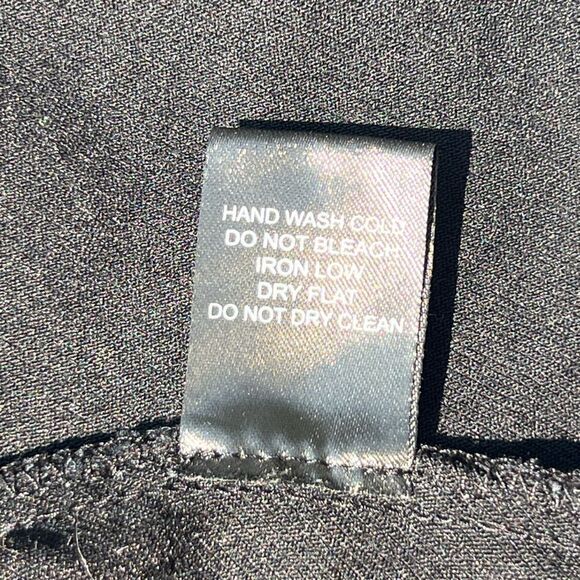 HAND WASH COLD
DO NOT BLEACH
IRON LOW
DRY FLAT
DO NOT DRY CLEAN